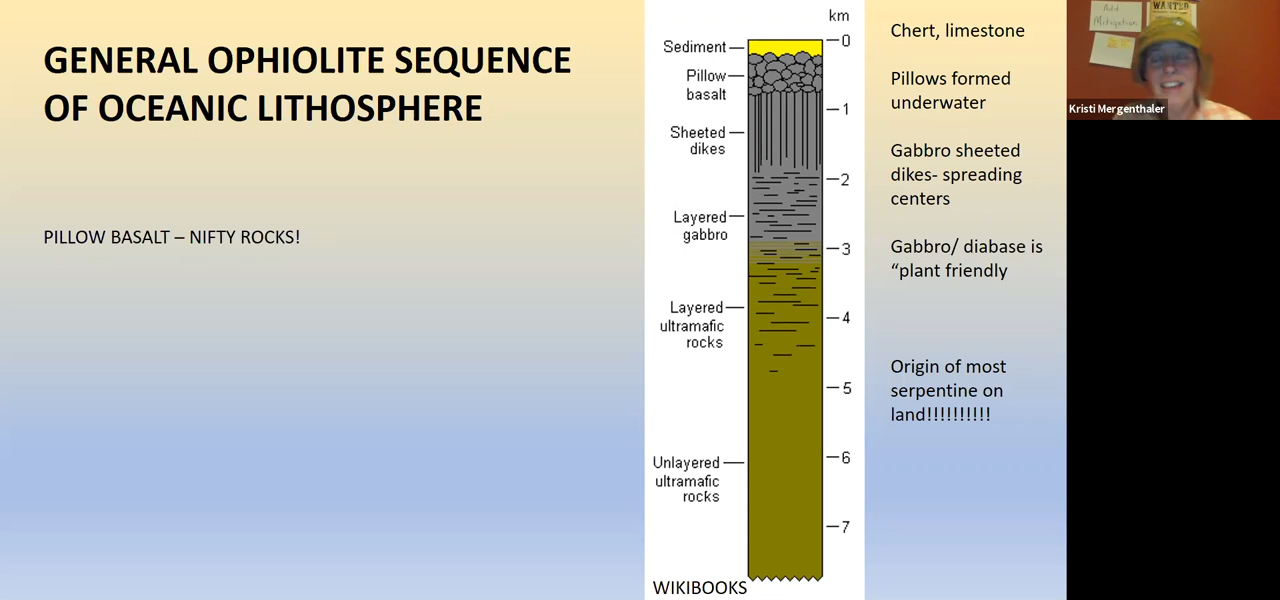 GENERAL OPHIOLITE SEQUENCE
OF OCEANIC LITHOSPHERE
PILLOW BASALT – NIFTY ROCKS!
km
Sediment
Pillow
basalt
Sheeted
dikes
Layered
gabbro
Layered
ultramafic
rocks
Unlayered
ultramafic
rocks
0
1
2
3
4
5
6
7
WIKIBOOKS
Chert, limestone
Pillows formed
underwater
Gabbro sheeted
dikes- spreading
centers
Gabbro/ diabase is
“plant friendly
Origin of most
serpentine on
land!!!!!!!!!!
Add
Mitigation
WANTED
Kristi Mergenthaler